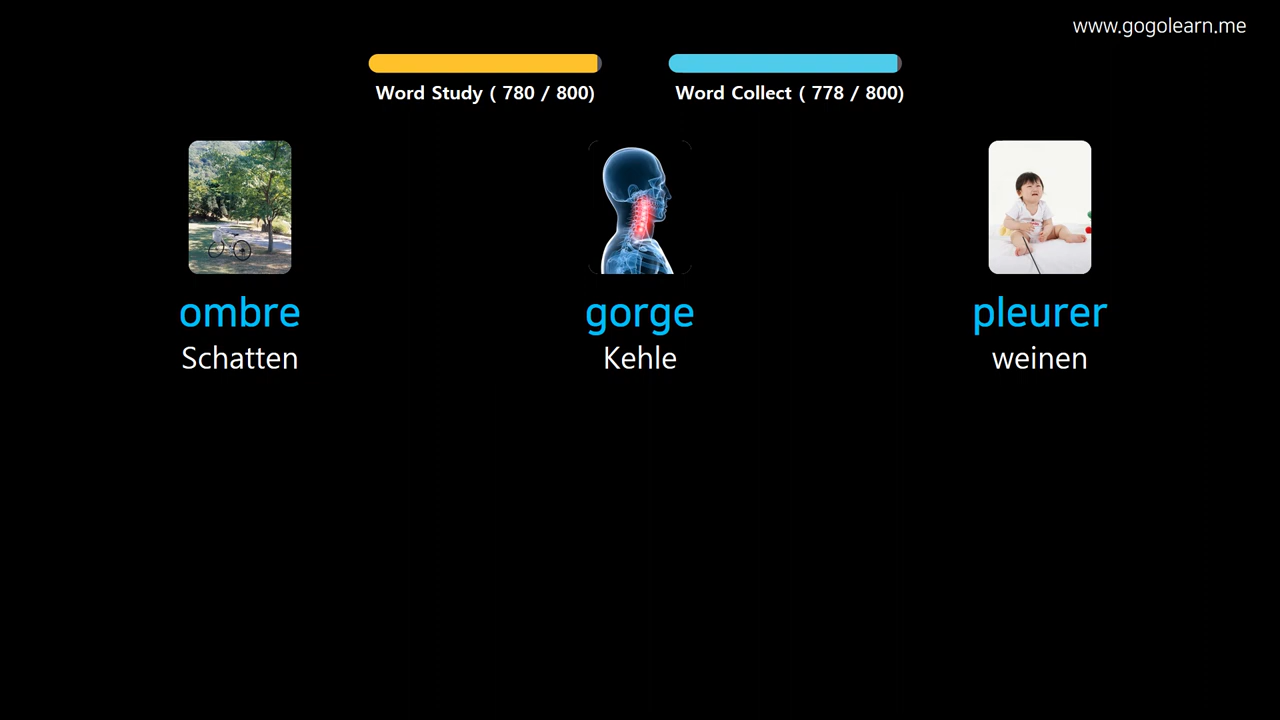 www.gogolearn.me
Word Study ( 780 / 800)
Word Collect ( 778 / 800)
ombre
Schatten
gorge
Kehle
pleurer
weinen